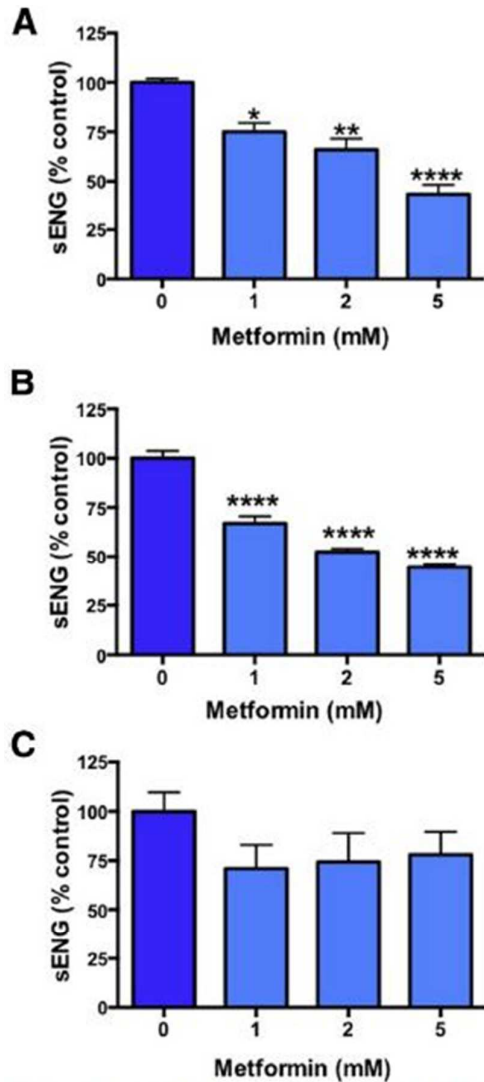 A
sENG (% control)
125
100
75
50
25
0
*
**
****
0 1 2 5
Metformin (mM)
B
sENG (% control)
125
100
75
50
25
0
****
****
****
0 1 2 5
Metformin (mM)
C
sENG (% control)
125
100
75
50
25
0
0 1 2 5
Metformin (mM)